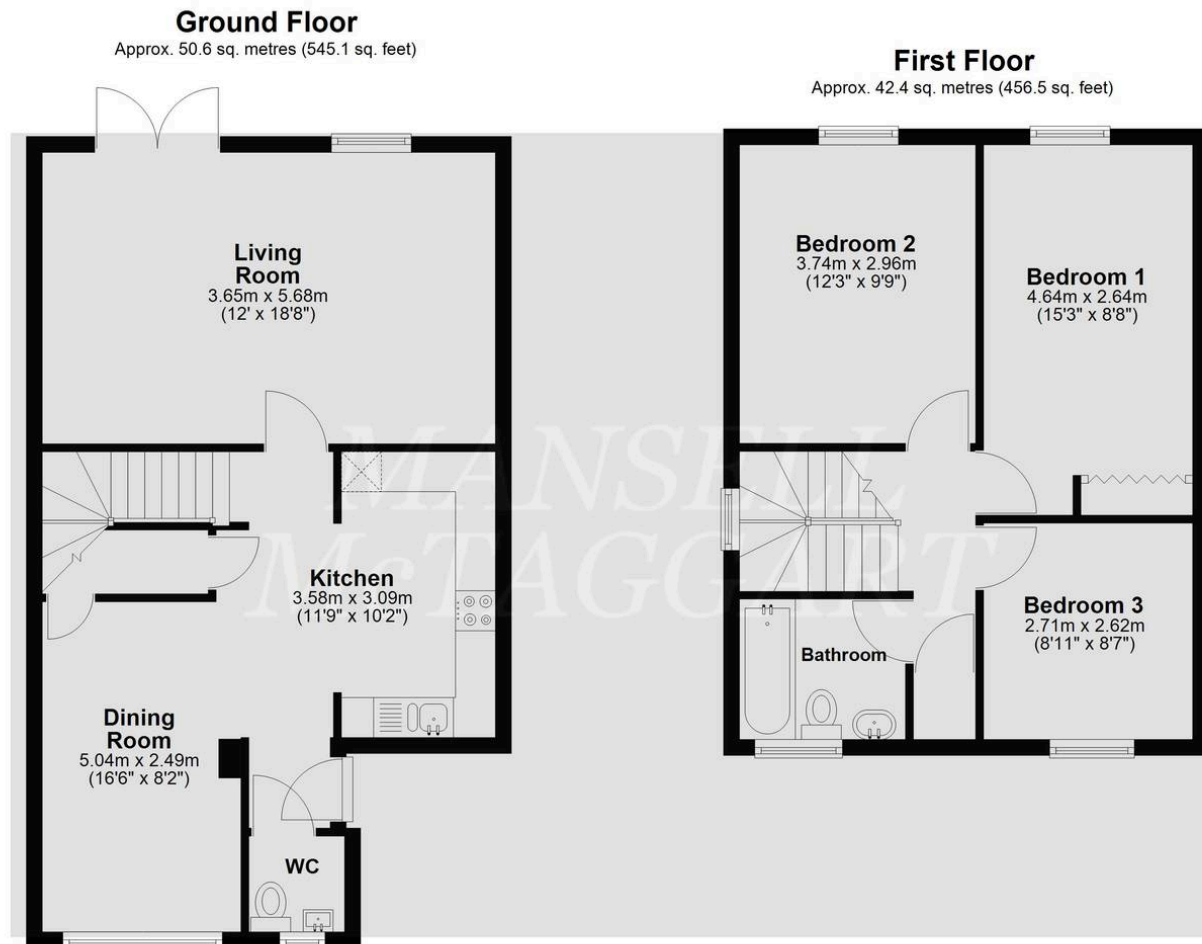 Ground Floor
Approx. 50.6 sq. metres (545.1 sq. feet)
Living
Room
3.65m x 5.68m
(12' x 18'8")
Kitchen
3.58m x 3.09m
(11'9" x 10'2")
Dining
Room
5.04m x 2.49m
(16'6" x 8'2")
WC
First Floor
Approx. 42.4 sq. metres (456.5 sq. feet)
Bedroom 2
3.74m x 2.96m
(12'3" x 9'9")
Bedroom 1
4.64m x 2.64m
(15'3" x 8'8")
Bedroom 3
2.71m x 2.62m
(8'11" x 8'7")
Bathroom
MANSELL
McTAGGART